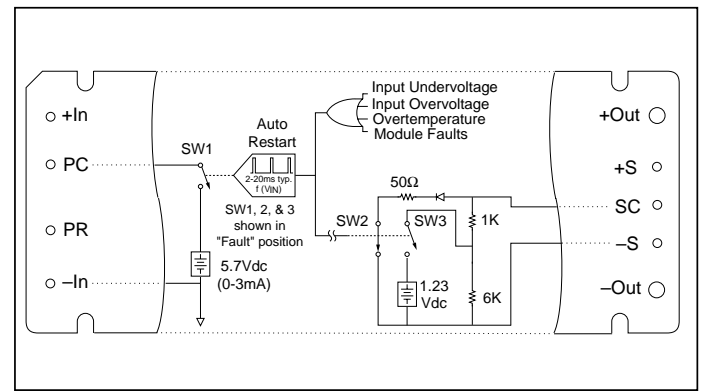 Input Undervoltage
Input Overvoltage
Overtemperature
Module Faults
+In
+Out
Auto
Restart
SW1
PC
+S
2-20ms typ.
f (VIN)
50Ω
SC
SW1, 2, & 3
shown in
"Fault" position
SW2
SW3
1K
PR
–S
5.7Vdc
(0-3mA)
–In
1.23
Vdc
6K
–Out